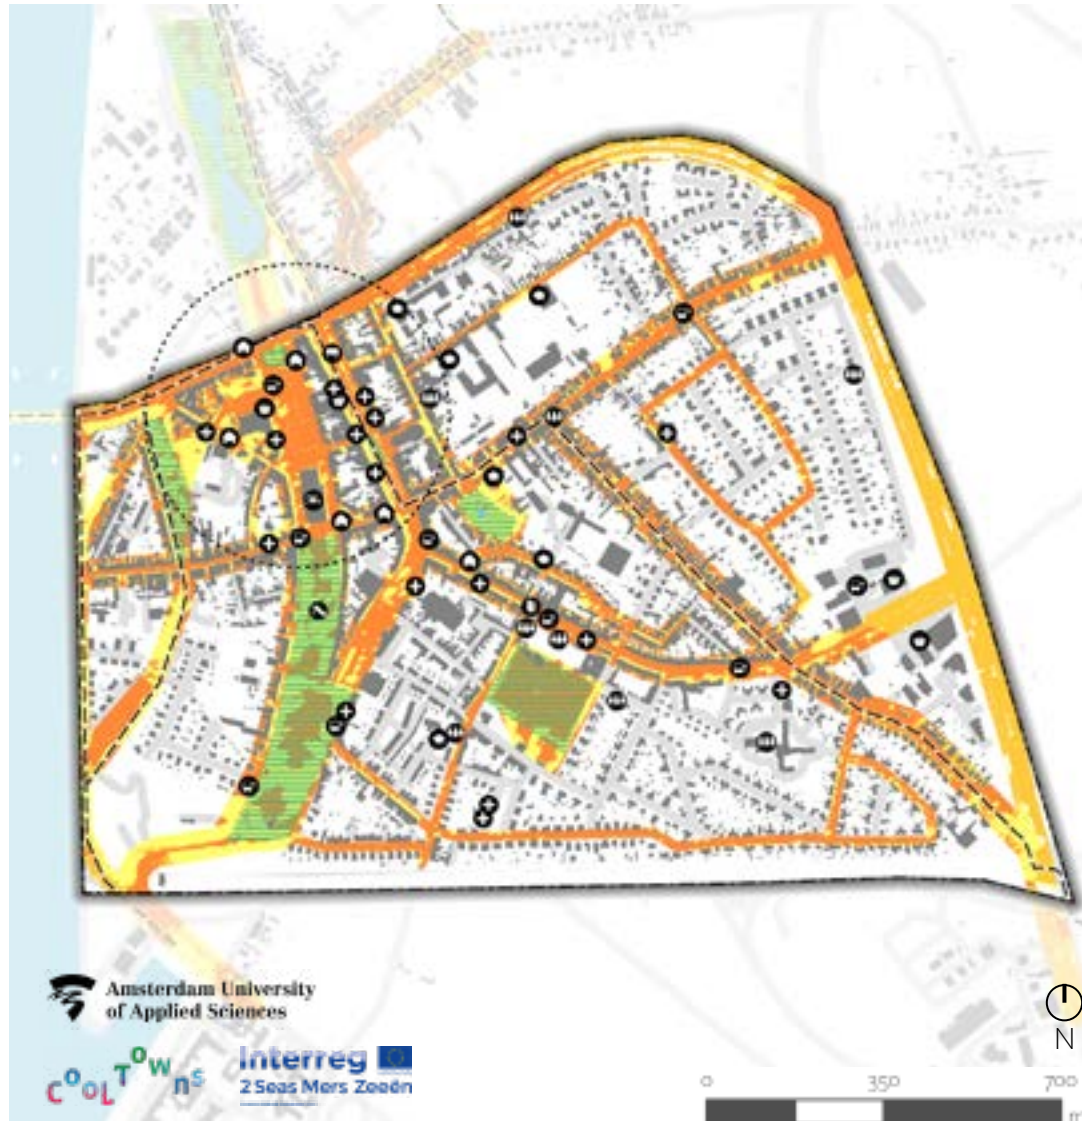 Amsterdam University
of Applied Sciences
COOLTOWNS
Interreg
2 Seas Mers Zeeën
N
0 350 700
m